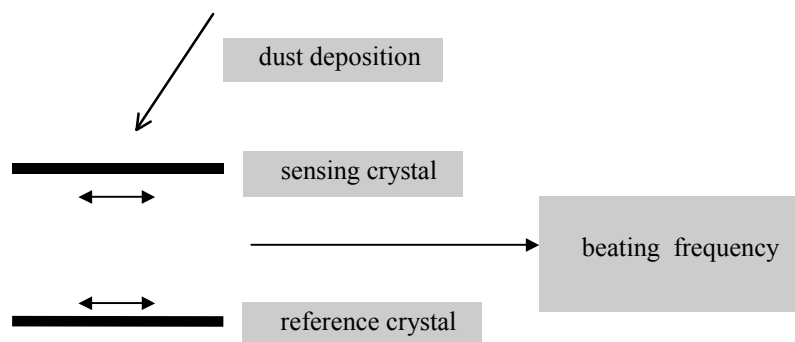 dust deposition
sensing crystal
beating frequency
reference crystal